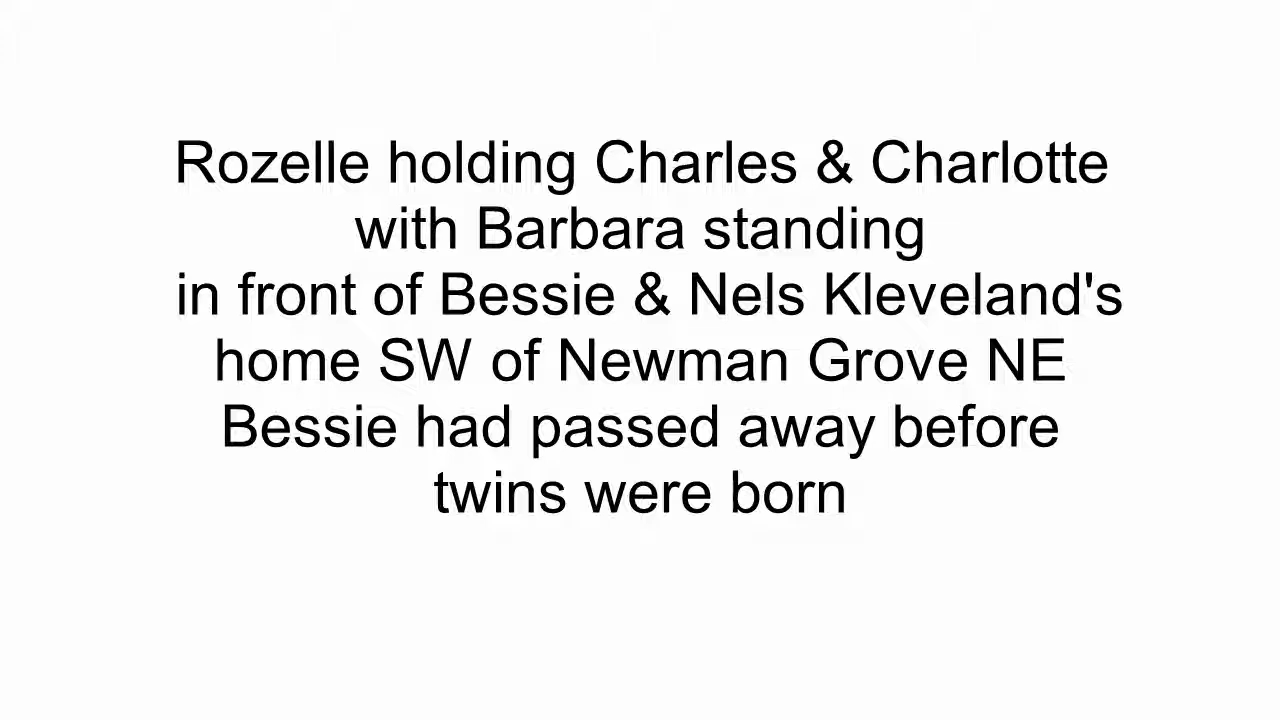 Rozelle holding Charles & Charlotte
with Barbara standing
in front of Bessie & Nels Kleveland's
home SW of Newman Grove NE
Bessie had passed away before
twins were born